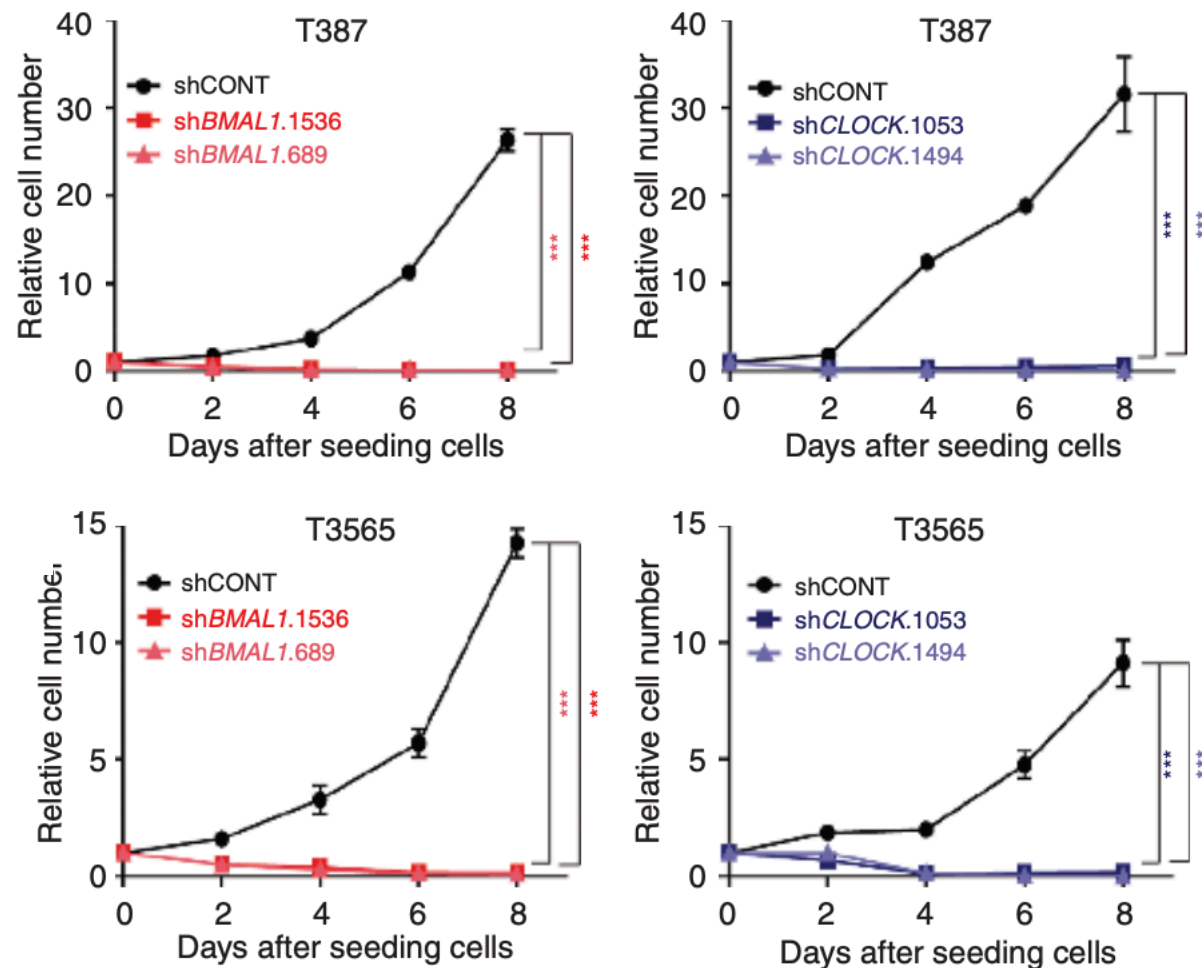 T387
40
30
20
10
0
Relative cell number
shCONT
shBMAL1.1536
shBMAL1.689
***
***
0 2 4 6 8
Days after seeding cells
T387
40
30
20
10
0
Relative cell number
shCONT
shCLOCK.1053
shCLOCK.1494
***
***
0 2 4 6 8
Days after seeding cells
T3565
15
10
5
0
Relative cell number
shCONT
shBMAL1.1536
shBMAL1.689
***
***
0 2 4 6 8
Days after seeding cells
T3565
15
10
5
0
Relative cell number
shCONT
shCLOCK.1053
shCLOCK.1494
***
***
0 2 4 6 8
Days after seeding cells